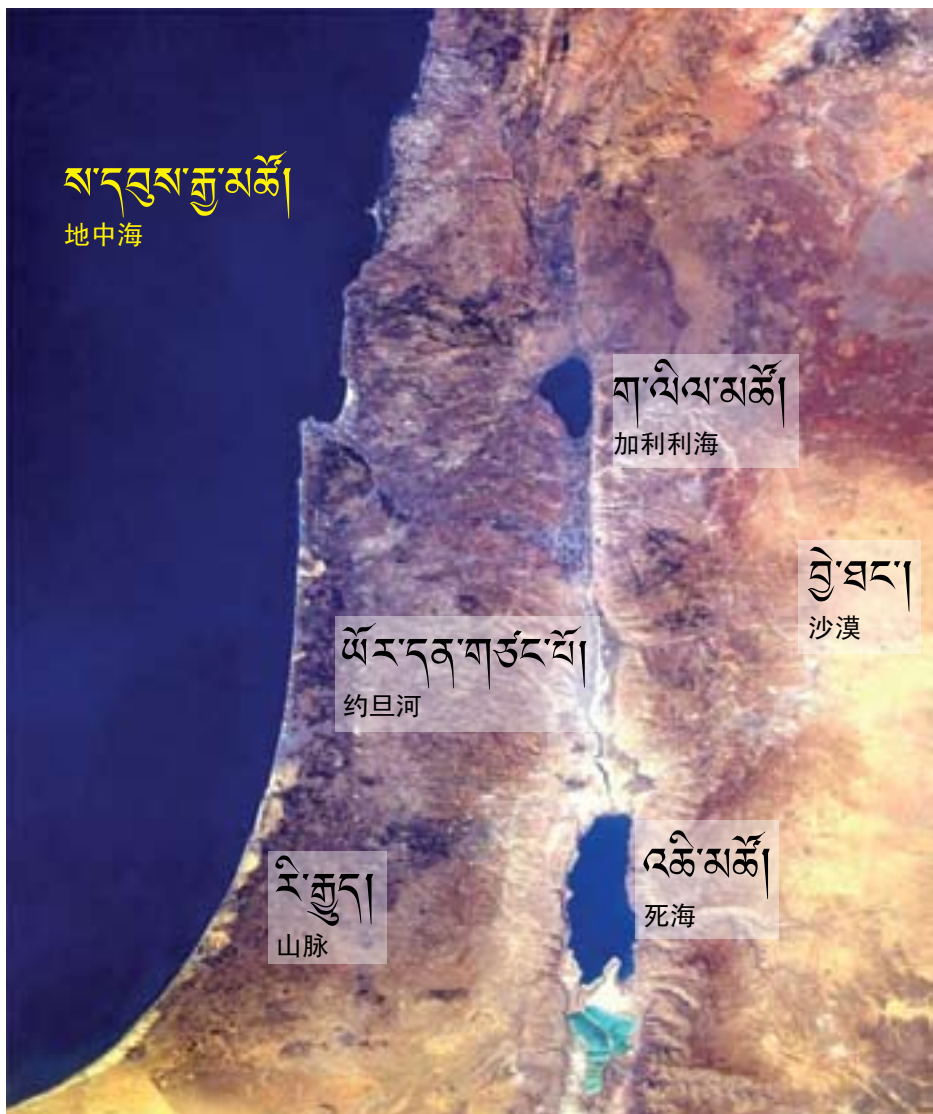 ས་དབུས་རྒྱ་མཚོ།
地中海
ག་ལིལ་མཚོ།
加利利海
བྱེ་ཐང་།
沙漠
ཡོར་དན་གཙང་པོ།
约旦河
འཆི་མཚོ།
死海
རི་རྒྱུད།
山脉